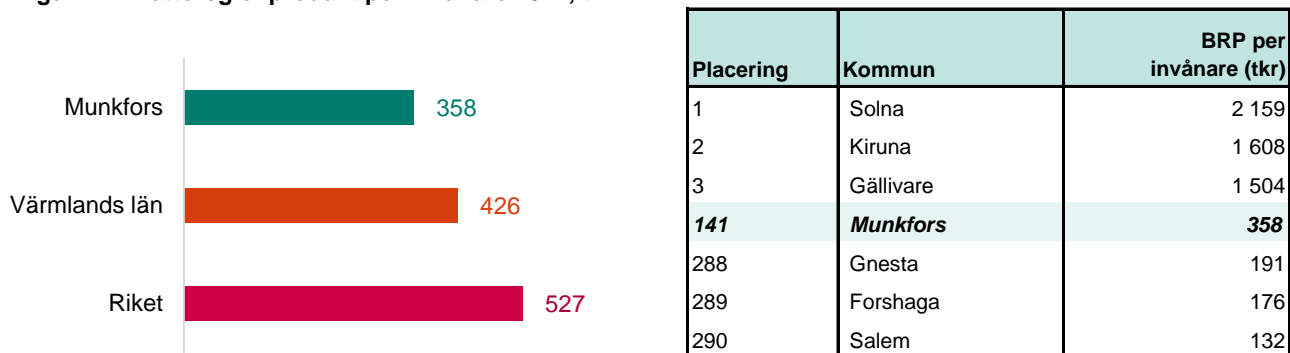 Munkfors 358
Värmlands län 426
Riket 527
Placering Kommun BRP per invånare (tkr)
1 Solna 2 159
2 Kiruna 1 608
3 Gällivare 1 504
141 Munkfors 358
288 Gnesta 191
289 Forshaga 176
290 Salem 132